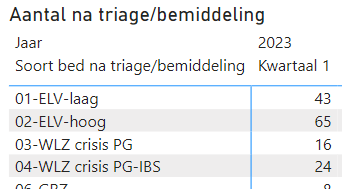 Aantal na triage/bemiddeling
Jaar 2023
Soort bed na triage/bemiddeling Kwartaal 1
01-ELV-laag 43
02-ELV-hoog 65
03-WLZ crisis PG 16
04-WLZ crisis PG-IBS 24